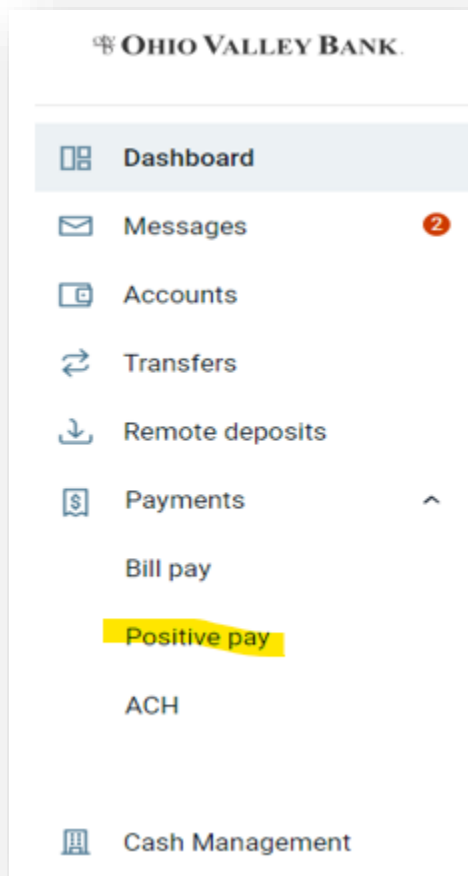 OHIO VALLEY BANK.
Dashboard
Messages 2
Accounts
Transfers
Remote deposits
$ Payments
Bill pay
Positive pay
ACH
Cash Management